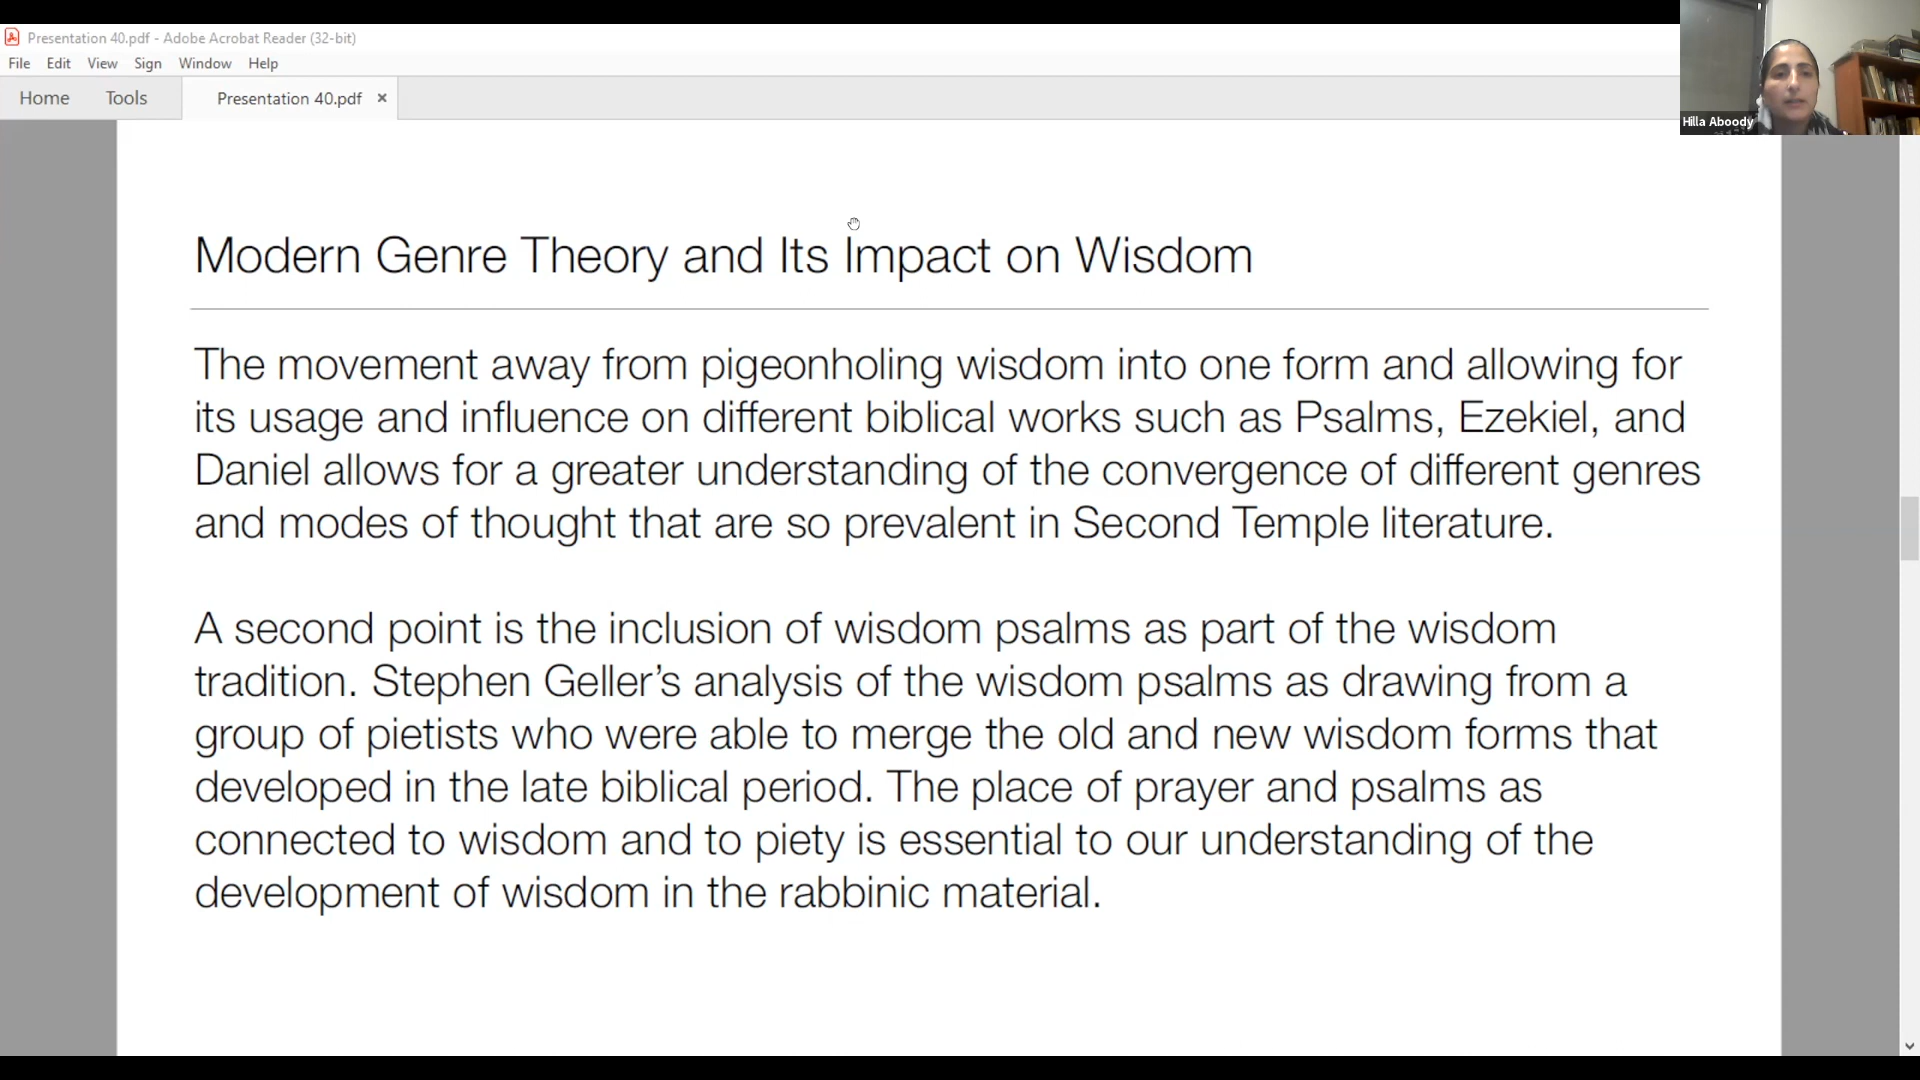 Presentation 40.pdf - Adobe Acrobat Reader (32-bit)
File Edit View Sign Window Help
Home Tools Presentation 40.pdf ×
Hilla Aboody
Modern Genre Theory and Its Impact on Wisdom
The movement away from pigeonholing wisdom into one form and allowing for
its usage and influence on different biblical works such as Psalms, Ezekiel, and
Daniel allows for a greater understanding of the convergence of different genres
and modes of thought that are so prevalent in Second Temple literature.
A second point is the inclusion of wisdom psalms as part of the wisdom
tradition. Stephen Geller’s analysis of the wisdom psalms as drawing from a
group of pietists who were able to merge the old and new wisdom forms that
developed in the late biblical period. The place of prayer and psalms as
connected to wisdom and to piety is essential to our understanding of the
development of wisdom in the rabbinic material.